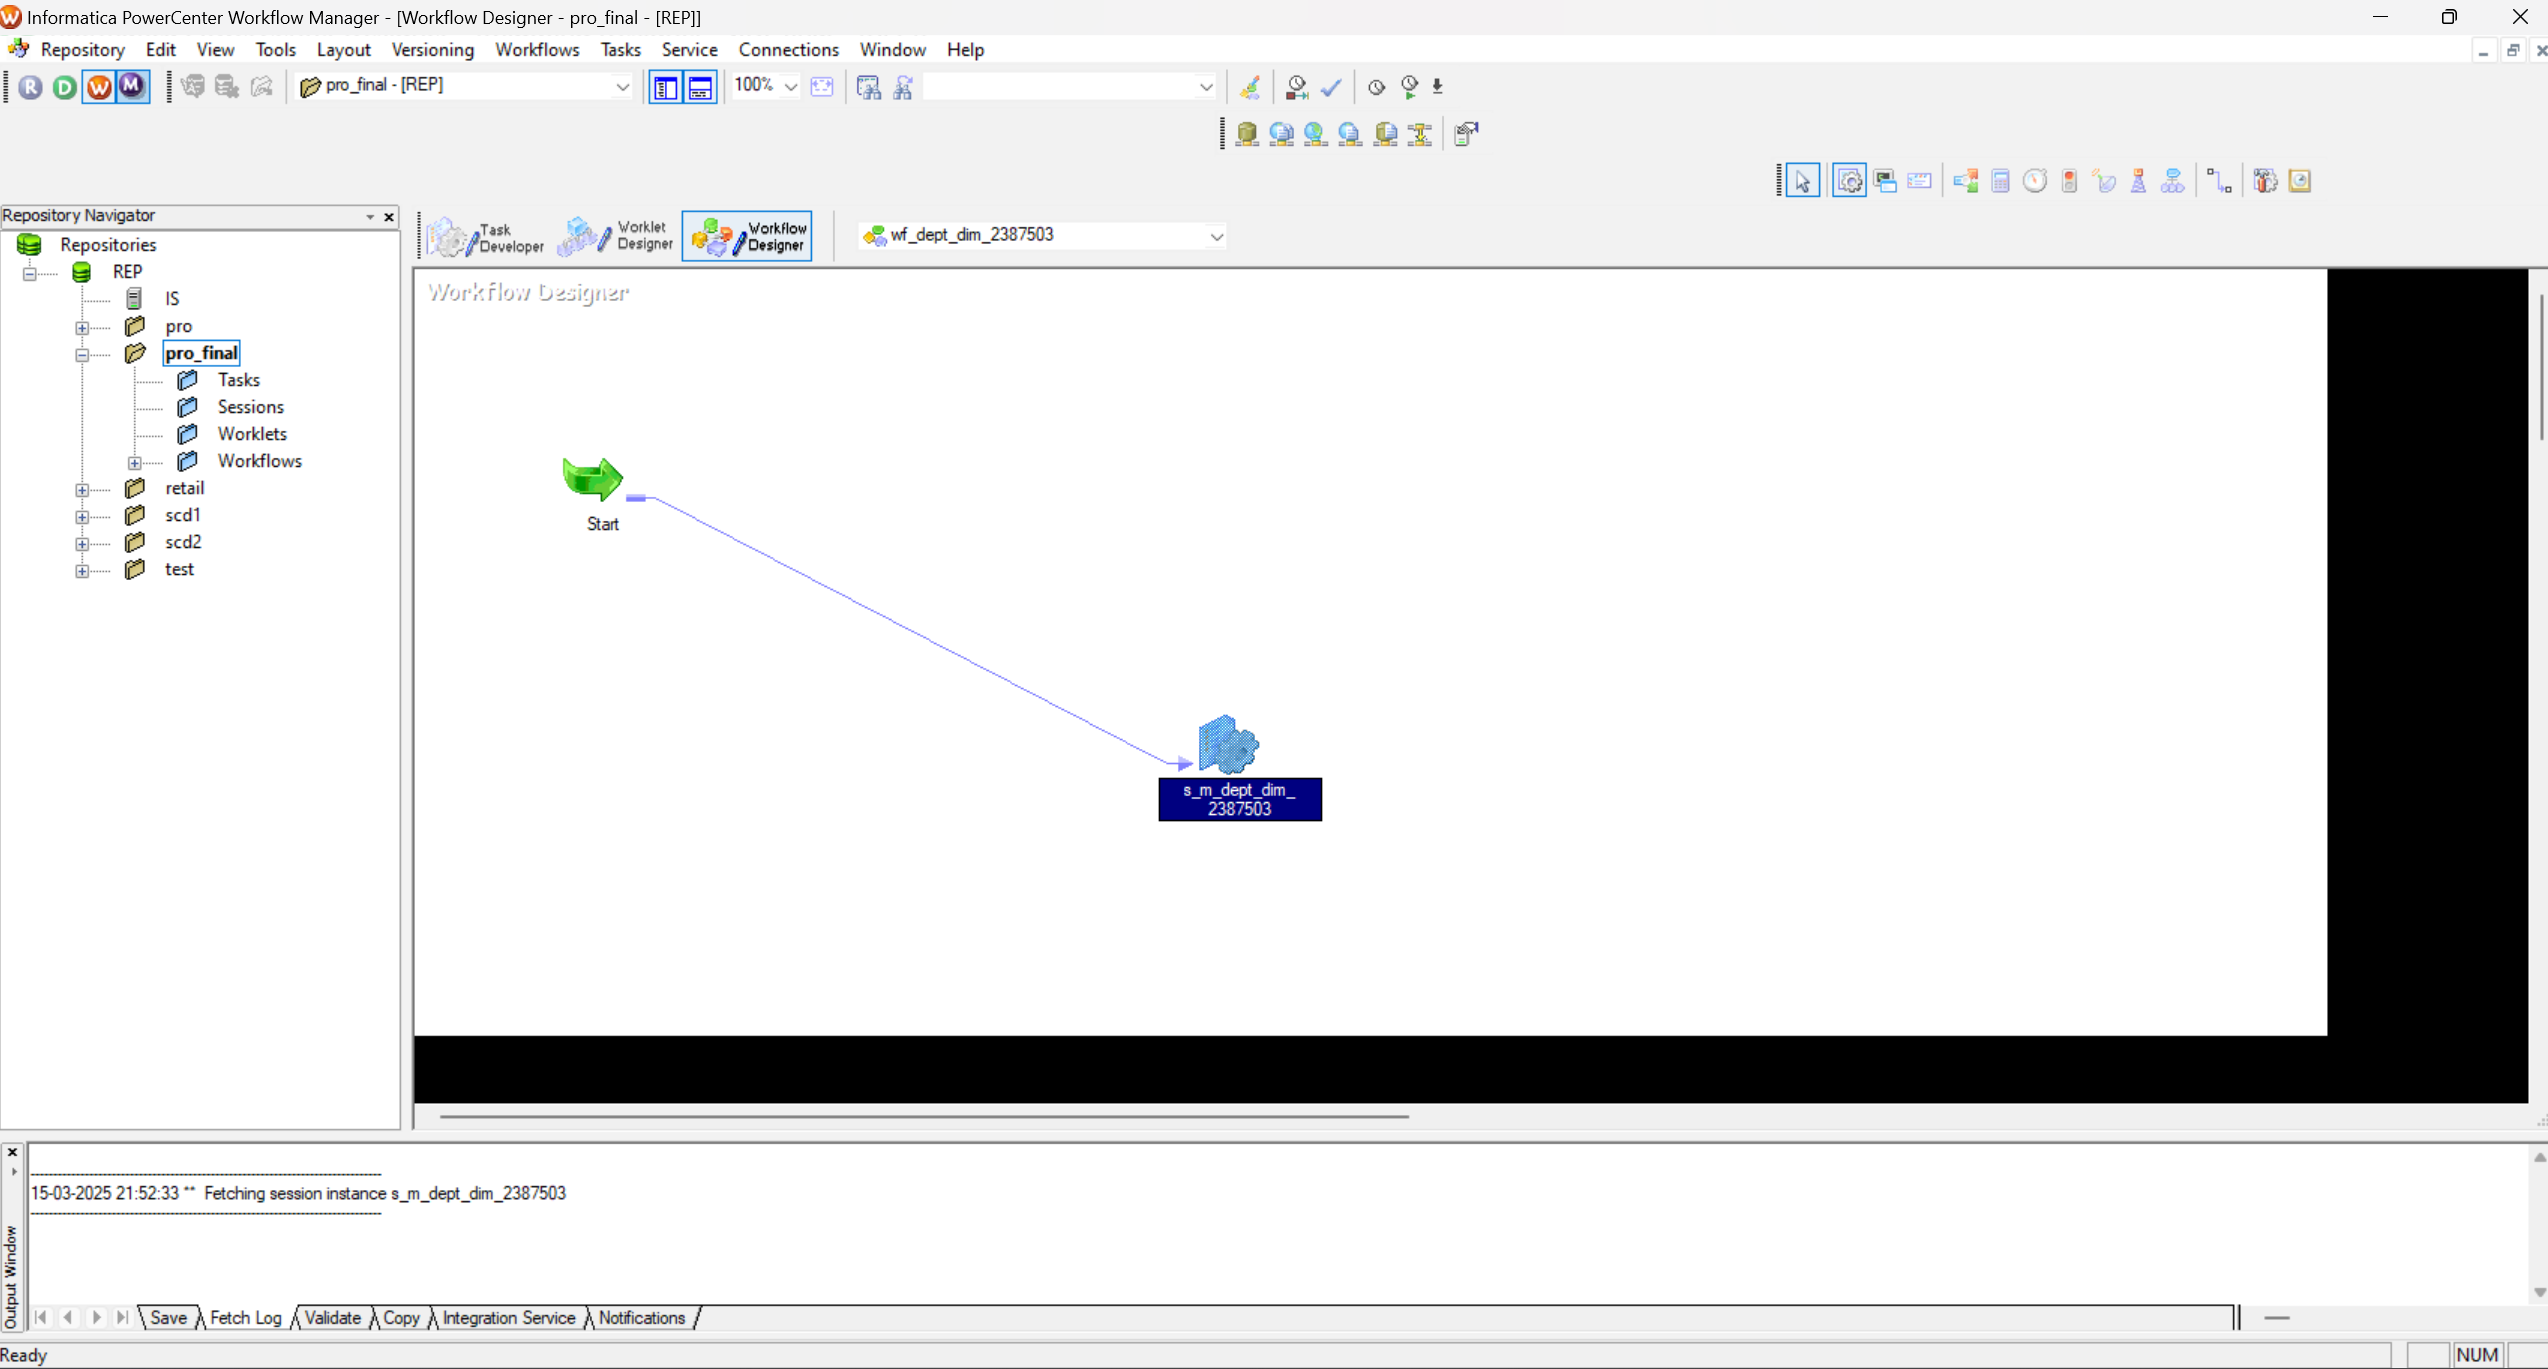 Informatica PowerCenter Workflow Manager - [Workflow Designer - pro_final - [REP]]
Repository Edit View Tools Layout Versioning Workflows Tasks Service Connections Window Help
R D W M pro_final - [REP] 100%
Repository Navigator
Repositories
REP
IS
pro
pro_final
Tasks
Sessions
Worklets
Workflows
retail
scd1
scd2
test
Task Developer
Worklet Designer
Workflow Designer
wf_dept_dim_2387503
Workflow Designer
Start
s_m_dept_dim_
2387503
Output Window
15-03-2025 21:52:33 ** Fetching session instance s_m_dept_dim_2387503
Save Fetch Log Validate Copy Integration Service Notifications
Ready NUM